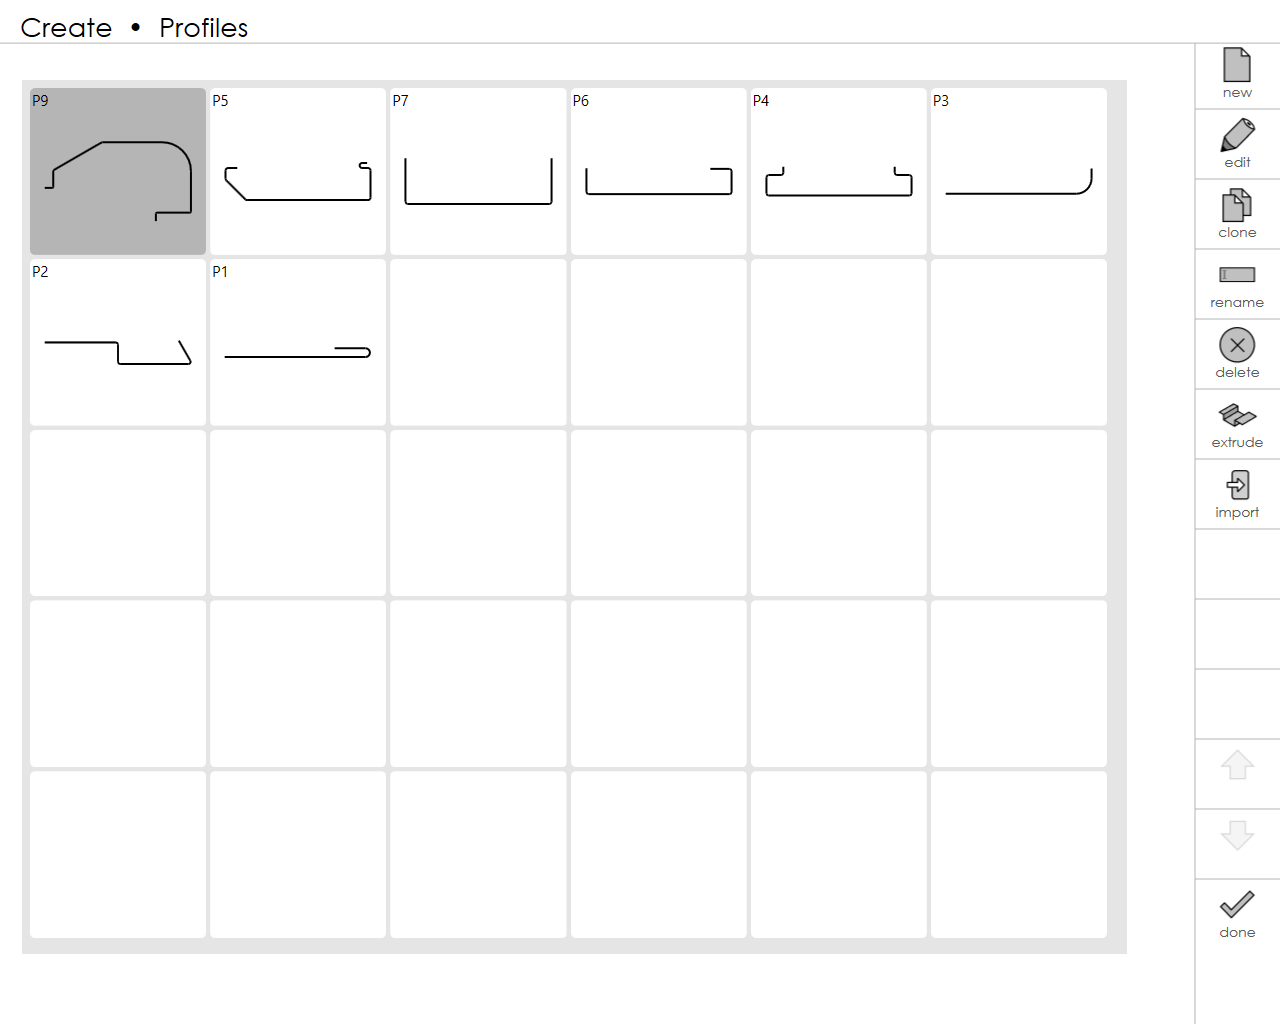 Create • Profiles
P9
P5
P7
P6
P4
P3
P2
P1
new
edit
clone
rename
delete
extrude
import
done